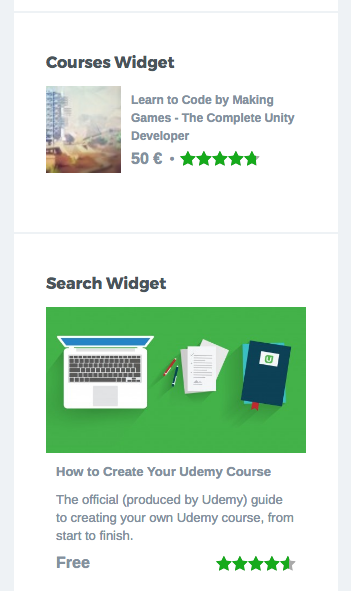 Courses Widget
Learn to Code by Making
Games - The Complete Unity
Developer
50 € •
Search Widget
How to Create Your Udemy Course
The official (produced by Udemy) guide
to creating your own Udemy course, from
start to finish.
Free